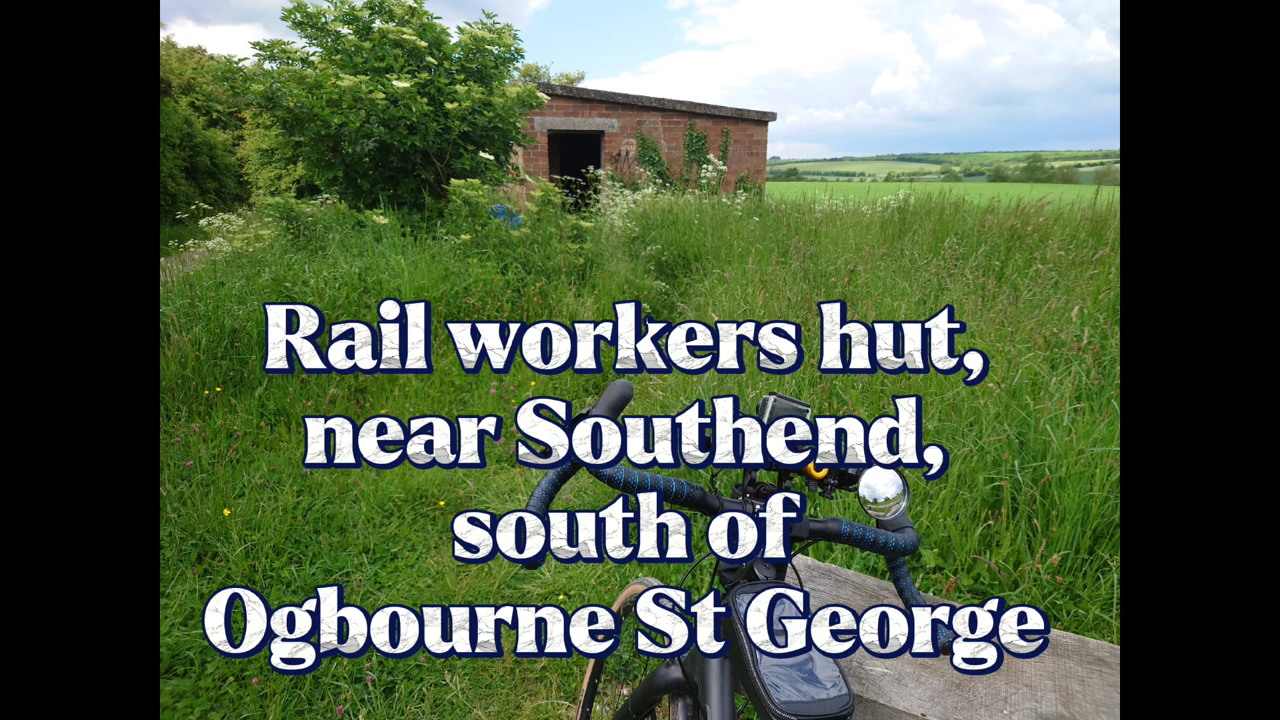 Rail workers hut,
near Southend,
south of
Ogbourne St George